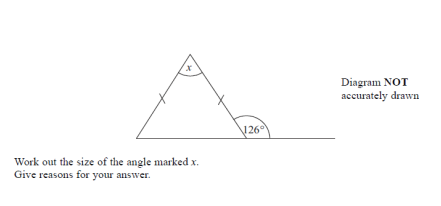 x
Diagram NOT
accurately drawn
126°
Work out the size of the angle marked x.
Give reasons for your answer.